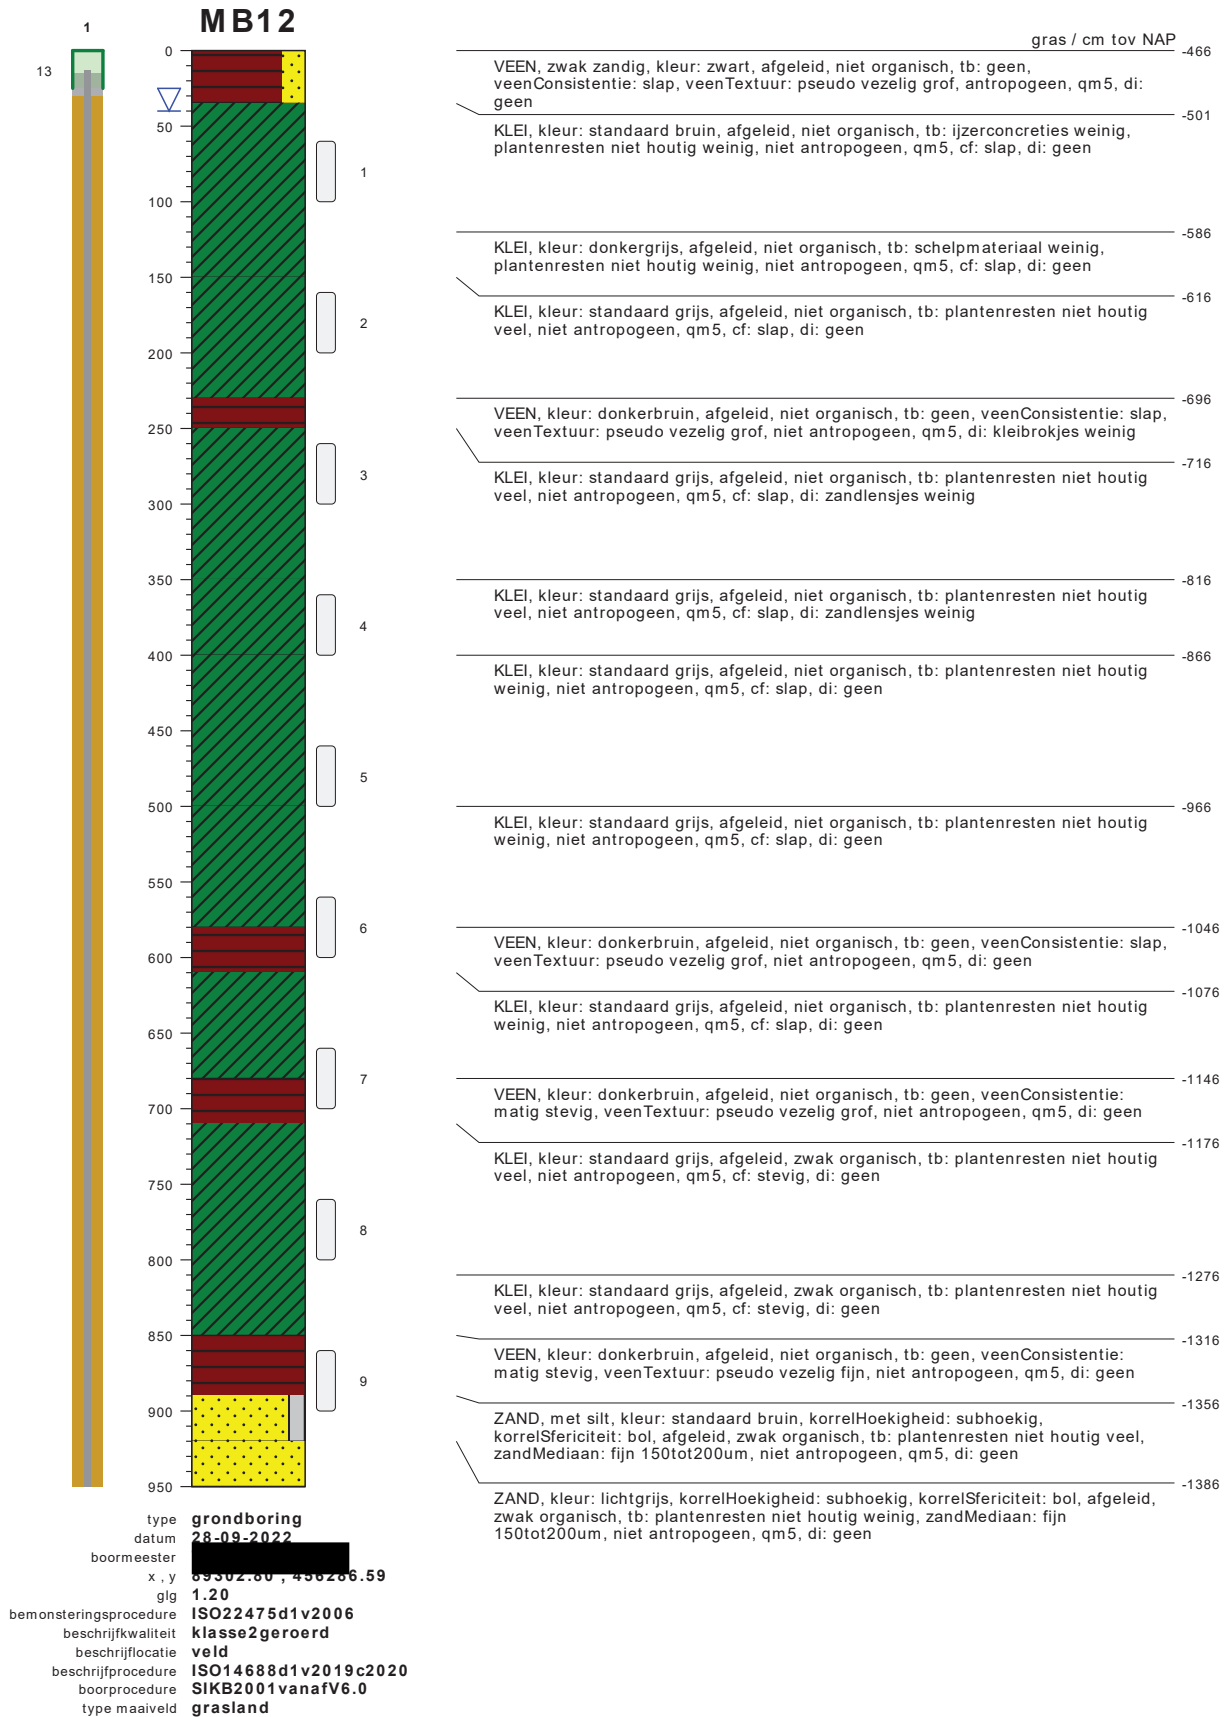 MB12
1
13
gras / cm tov NAP
0
50
100
150
200
250
300
350
400
450
500
550
600
650
700
750
800
850
900
950
1
2
3
4
5
6
7
8
9
-466
VEEN, zwak zandig, kleur: zwart, afgeleid, niet organisch, tb: geen,
veenConsistentie: slap, veenTextuur: pseudo vezelig grof, antropogeen, qm5, di:
geen
-501
KLEI, kleur: standaard bruin, afgeleid, niet organisch, tb: ijzerconcreties weinig,
plantenresten niet houtig weinig, niet antropogeen, qm5, cf: slap, di: geen
-586
KLEI, kleur: donkergrijs, afgeleid, niet organisch, tb: schelpmateriaal weinig,
plantenresten niet houtig weinig, niet antropogeen, qm5, cf: slap, di: geen
-616
KLEI, kleur: standaard grijs, afgeleid, niet organisch, tb: plantenresten niet houtig
veel, niet antropogeen, qm5, cf: slap, di: geen
-696
VEEN, kleur: donkerbruin, afgeleid, niet organisch, tb: geen, veenConsistentie: slap,
veenTextuur: pseudo vezelig grof, niet antropogeen, qm5, di: kleibrokjes weinig
-716
KLEI, kleur: standaard grijs, afgeleid, niet organisch, tb: plantenresten niet houtig
veel, niet antropogeen, qm5, cf: slap, di: zandlensjes weinig
-816
KLEI, kleur: standaard grijs, afgeleid, niet organisch, tb: plantenresten niet houtig
veel, niet antropogeen, qm5, cf: slap, di: zandlensjes weinig
-866
KLEI, kleur: standaard grijs, afgeleid, niet organisch, tb: plantenresten niet houtig
weinig, niet antropogeen, qm5, cf: slap, di: geen
-966
KLEI, kleur: standaard grijs, afgeleid, niet organisch, tb: plantenresten niet houtig
weinig, niet antropogeen, qm5, cf: slap, di: geen
-1046
VEEN, kleur: donkerbruin, afgeleid, niet organisch, tb: geen, veenConsistentie: slap,
veenTextuur: pseudo vezelig grof, niet antropogeen, qm5, di: geen
-1076
KLEI, kleur: standaard grijs, afgeleid, niet organisch, tb: plantenresten niet houtig
weinig, niet antropogeen, qm5, cf: slap, di: geen
-1146
VEEN, kleur: donkerbruin, afgeleid, niet organisch, tb: geen, veenConsistentie:
matig stevig, veenTextuur: pseudo vezelig grof, niet antropogeen, qm5, di: geen
-1176
KLEI, kleur: standaard grijs, afgeleid, zwak organisch, tb: plantenresten niet houtig
veel, niet antropogeen, qm5, cf: stevig, di: geen
-1276
KLEI, kleur: standaard grijs, afgeleid, zwak organisch, tb: plantenresten niet houtig
veel, niet antropogeen, qm5, cf: stevig, di: geen
-1316
VEEN, kleur: donkerbruin, afgeleid, niet organisch, tb: geen, veenConsistentie:
matig stevig, veenTextuur: pseudo vezelig fijn, niet antropogeen, qm5, di: geen
-1356
ZAND, met silt, kleur: standaard bruin, korrelHoekigheid: subhoekig,
korrelSfericiteit: bol, afgeleid, zwak organisch, tb: plantenresten niet houtig veel,
zandMediaan: fijn 150tot200um, niet antropogeen, qm5, di: geen
-1386
ZAND, kleur: lichtgrijs, korrelHoekigheid: subhoekig, korrelSfericiteit: bol, afgeleid,
zwak organisch, tb: plantenresten niet houtig weinig, zandMediaan: fijn
150tot200um, niet antropogeen, qm5, di: geen
type grondboring
datum 28-09-2022
boormeester
x , y 89302.80 , 456286.59
glg 1.20
bemonsteringsprocedure ISO22475d1v2006
beschrijfkwaliteit klasse2geroerd
beschrijflocatie veld
beschrijfprocedure ISO14688d1v2019c2020
boorprocedure SIKB2001vanafV6.0
type maaiveld grasland